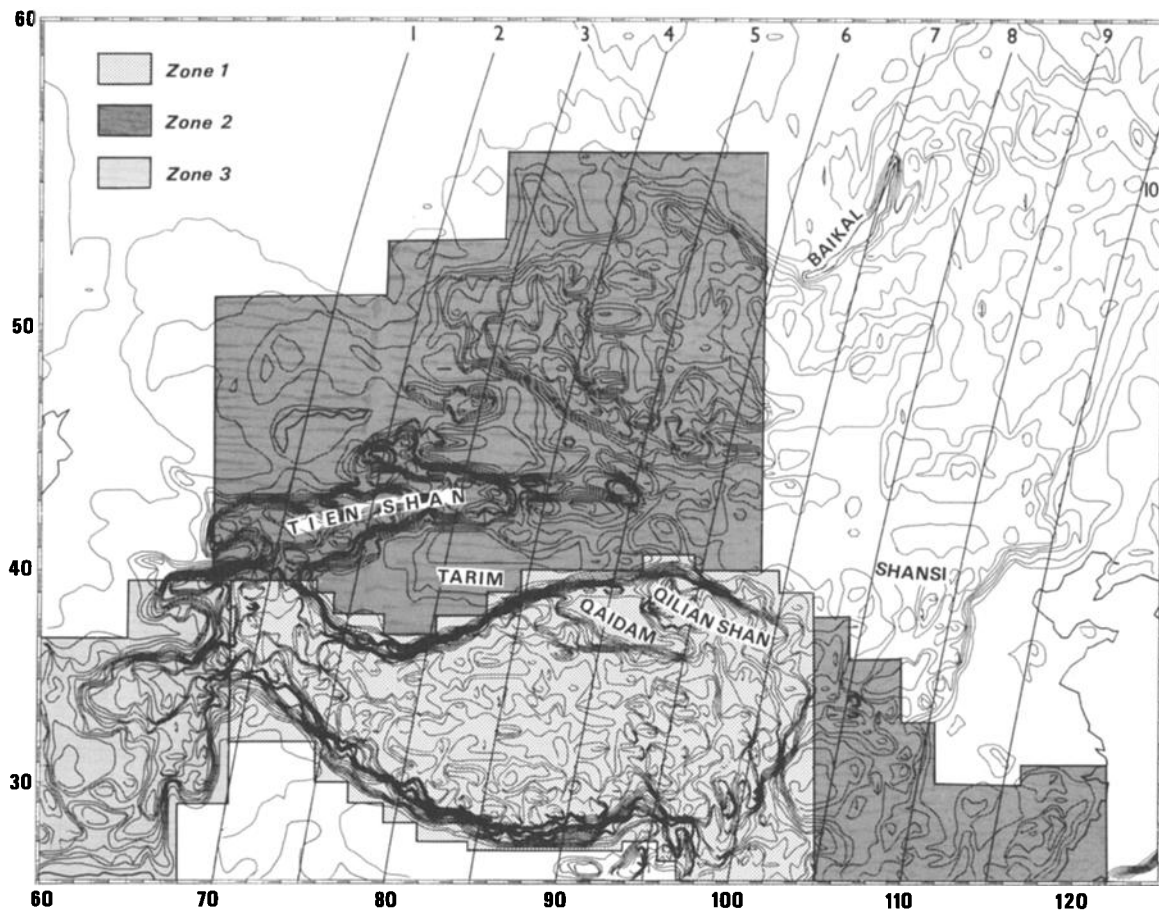 60
1 2 3 4 5 6 7 8 9
Zone 1
Zone 2
Zone 3
10
BAIKAL
50
TIEN SHAN
40
TARIM
SHANSI
QAIDAM
QILIAN SHAN
30
60 70 80 90 100 110 120